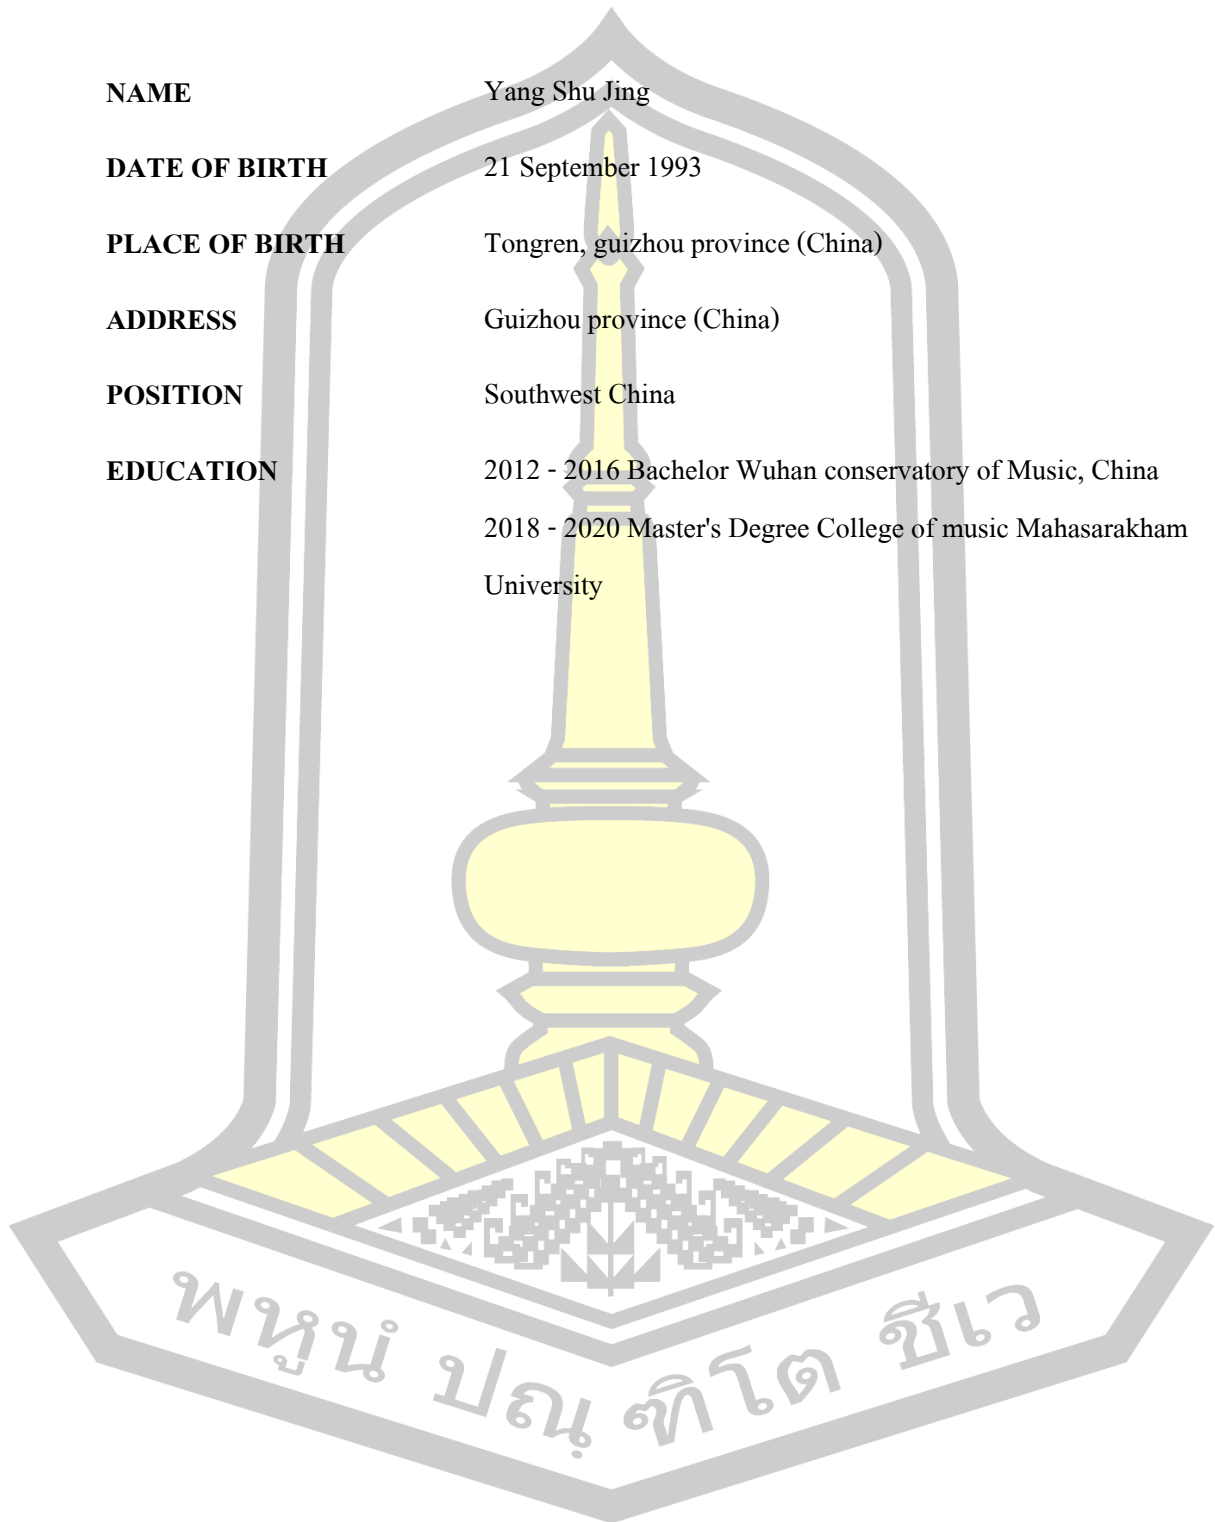 NAME Yang Shu Jing
DATE OF BIRTH 21 September 1993
PLACE OF BIRTH Tongren, guizhou province (China)
ADDRESS Guizhou province (China)
POSITION Southwest China
EDUCATION 2012 - 2016 Bachelor Wuhan conservatory of Music, China
2018 - 2020 Master's Degree College of music Mahasarakham
University
พหูนํ ปณฺ ฑิโต ชีเว